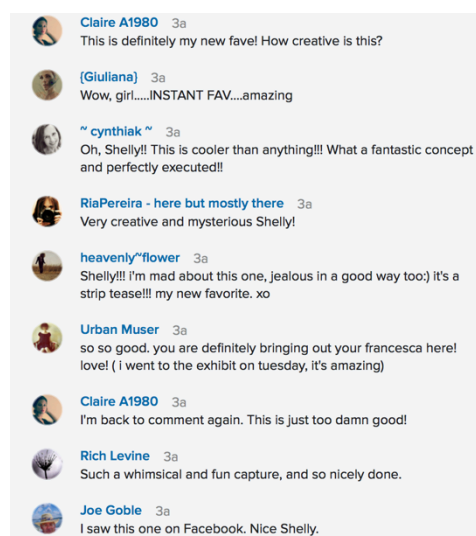 Claire A1980 3a
This is definitely my new fave! How creative is this?
{Giuliana} 3a
Wow, girl.....INSTANT FAV....amazing
~ cynthiak ~ 3a
Oh, Shelly!! This is cooler than anything!!! What a fantastic concept
and perfectly executed!!
RiaPereira - here but mostly there 3a
Very creative and mysterious Shelly!
heavenly~flower 3a
Shelly!!! i'm mad about this one, jealous in a good way too:) it's a
strip tease!!! my new favorite. xo
Urban Muser 3a
so so good. you are definitely bringing out your francesca here!
love! ( i went to the exhibit on tuesday, it's amazing)
Claire A1980 3a
I'm back to comment again. This is just too damn good!
Rich Levine 3a
Such a whimsical and fun capture, and so nicely done.
Joe Goble 3a
I saw this one on Facebook. Nice Shelly.